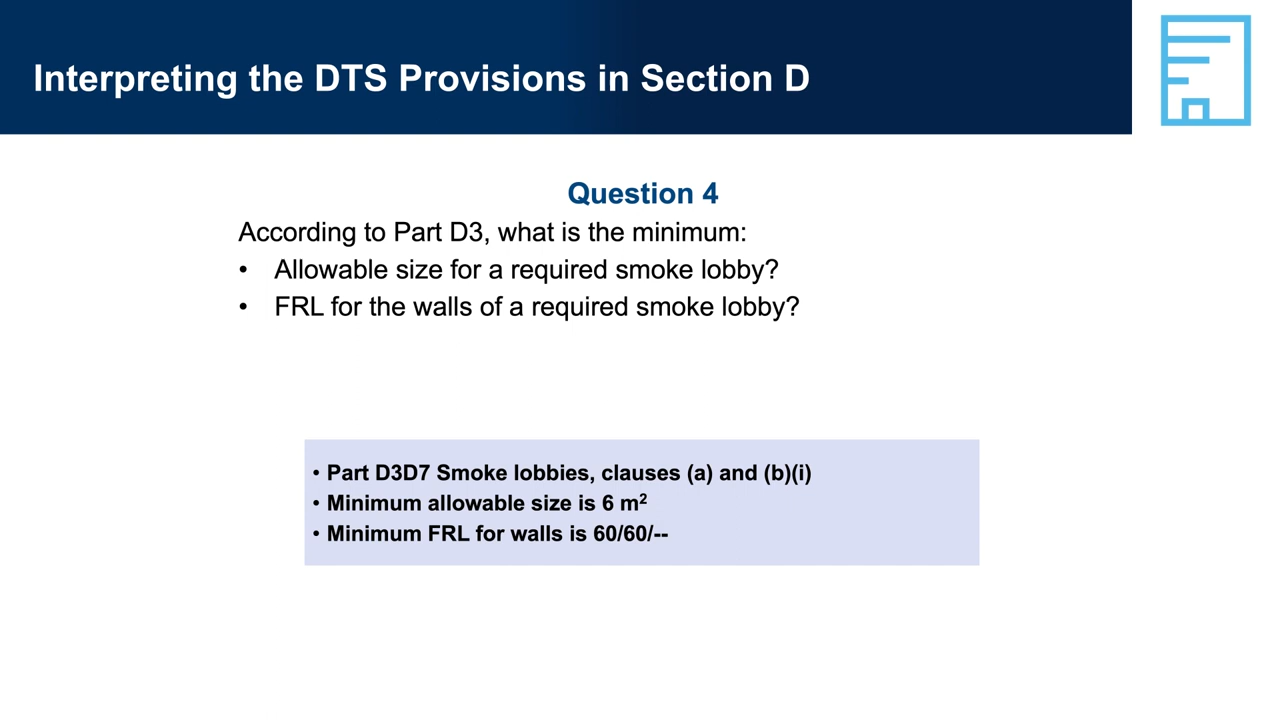 Interpreting the DTS Provisions in Section D
Question 4
According to Part D3, what is the minimum:
• Allowable size for a required smoke lobby?
• FRL for the walls of a required smoke lobby?
• Part D3D7 Smoke lobbies, clauses (a) and (b)(i)
• Minimum allowable size is 6 m²
• Minimum FRL for walls is 60/60/--